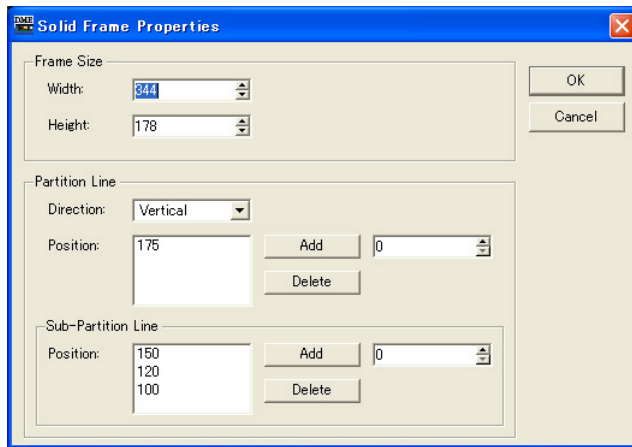 DME
Solid Frame Properties
Frame Size
Width:
344
Height:
178
OK
Cancel
Partition Line
Direction:
Vertical
Position:
175
Add
0
Delete
Sub-Partition Line
Position:
150
120
100
Add
0
Delete